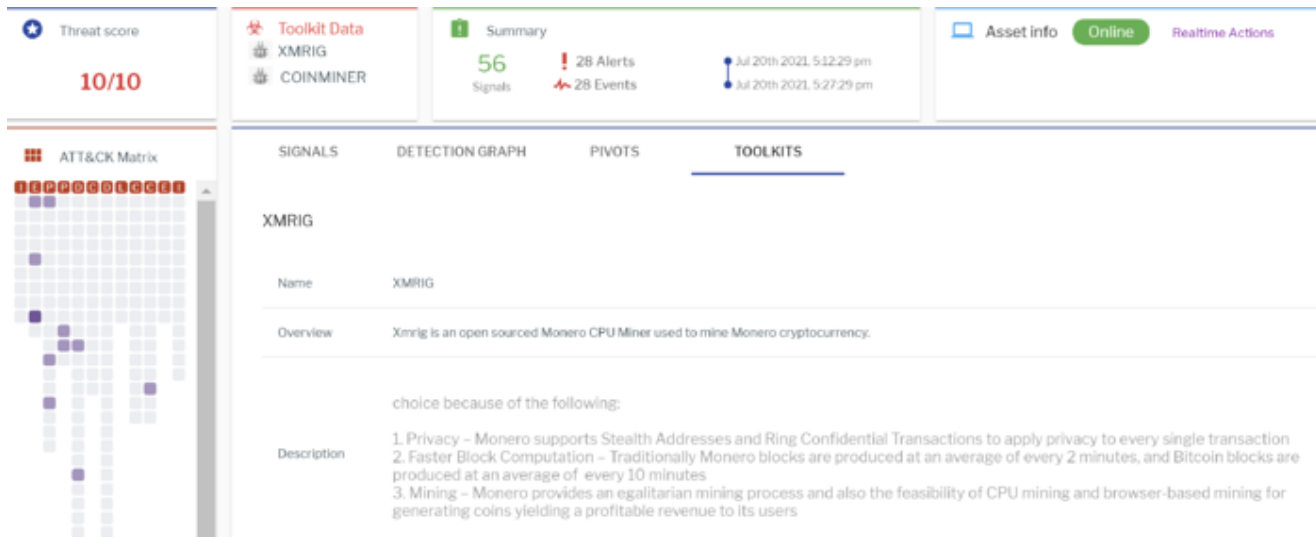 Threat score
10/10
Toolkit Data
XMRIG
COINMINER
Summary
56
Signals
28 Alerts
28 Events
Jul 20th 2021, 5:12:29 pm
Jul 20th 2021, 5:27:29 pm
Asset info
Online
Realtime Actions
ATT&CK Matrix
I E P P D C D L C C E I
SIGNALS
DETECTION GRAPH
PIVOTS
TOOLKITS
XMRIG
Name
XMRIG
Overview
Xmrig is an open sourced Monero CPU Miner used to mine Monero cryptocurrency.
Description
choice because of the following:
1. Privacy – Monero supports Stealth Addresses and Ring Confidential Transactions to apply privacy to every single transaction
2. Faster Block Computation – Traditionally Monero blocks are produced at an average of every 2 minutes, and Bitcoin blocks are
produced at an average of every 10 minutes
3. Mining – Monero provides an egalitarian mining process and also the feasibility of CPU mining and browser-based mining for
generating coins yielding a profitable revenue to its users